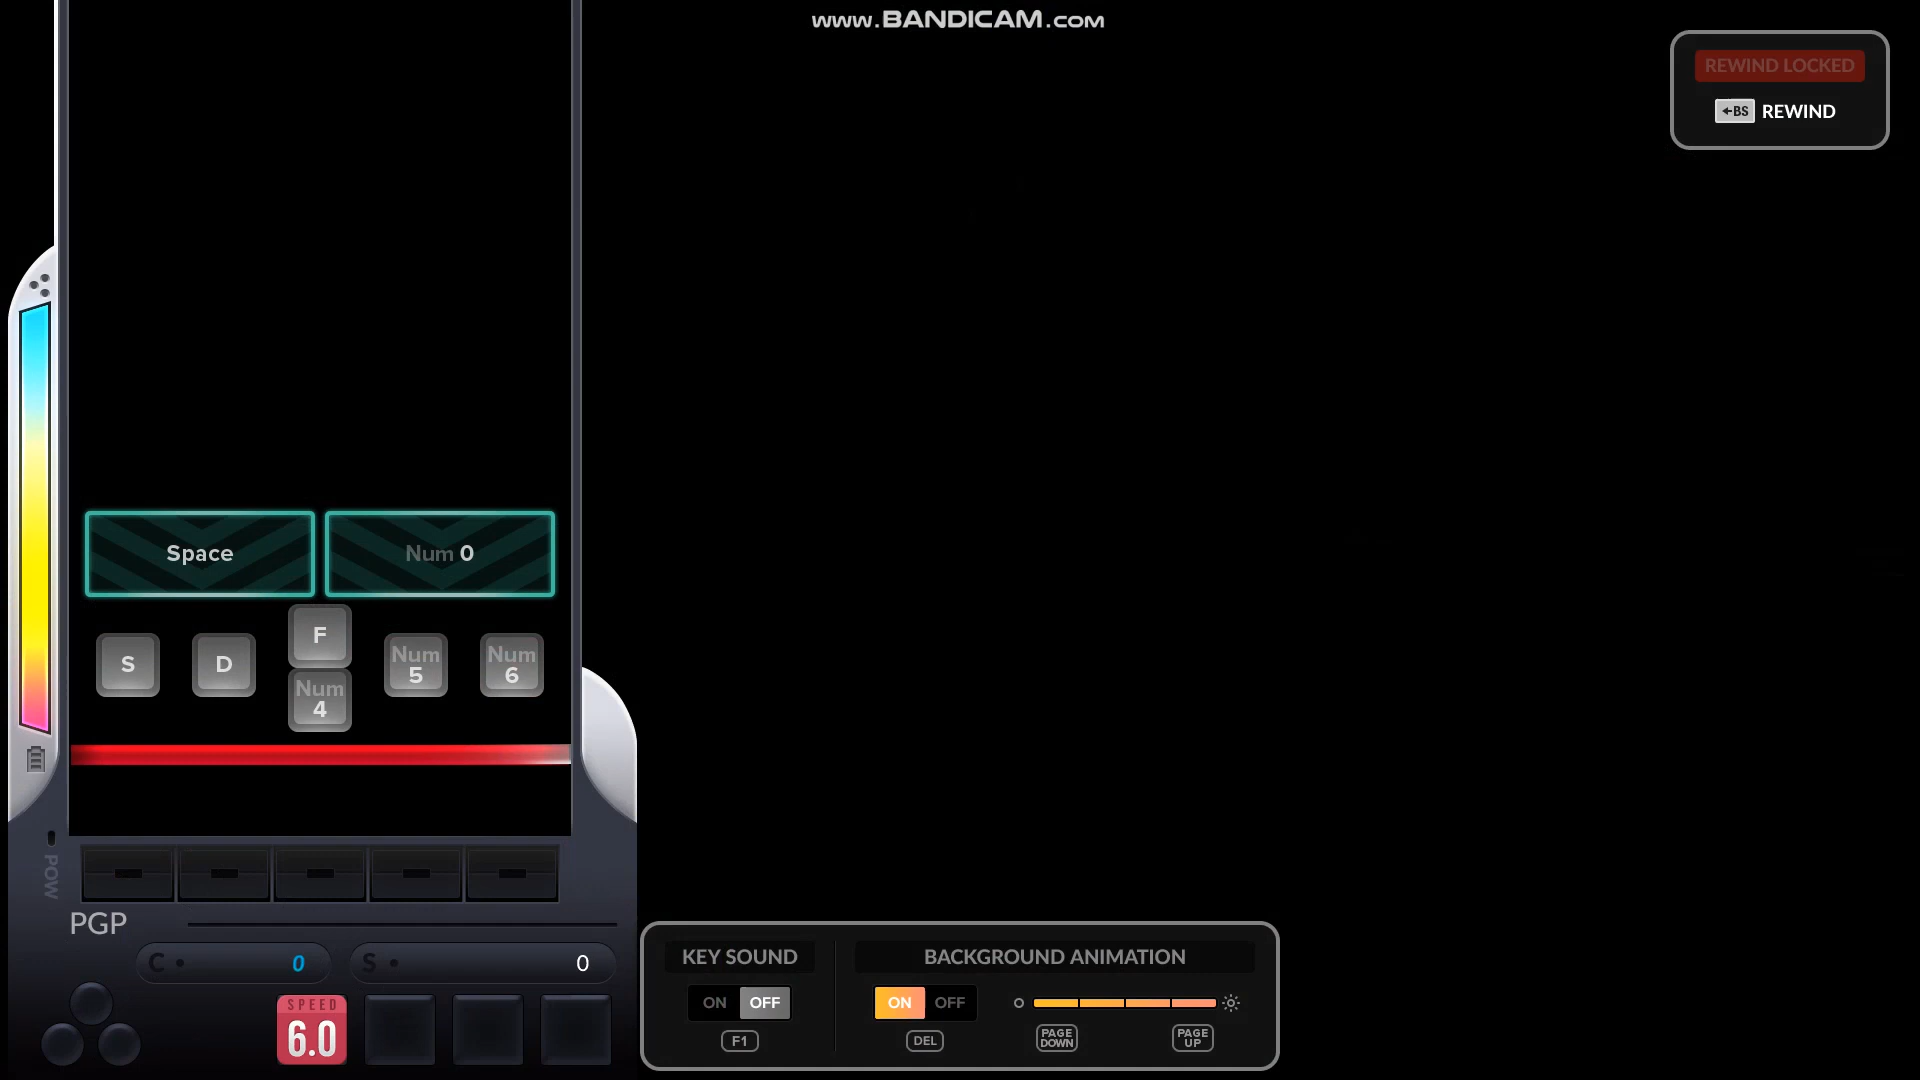 www.BANDICAM.com
REWIND LOCKED
←BS REWIND
Space
Num 0
F
S
D
Num 5
Num 6
Num 4
POW
PGP
C • 0
S • 0
SPEED
6.0
KEY SOUND
ON OFF
F1
BACKGROUND ANIMATION
ON OFF
DEL
PAGE DOWN
PAGE UP